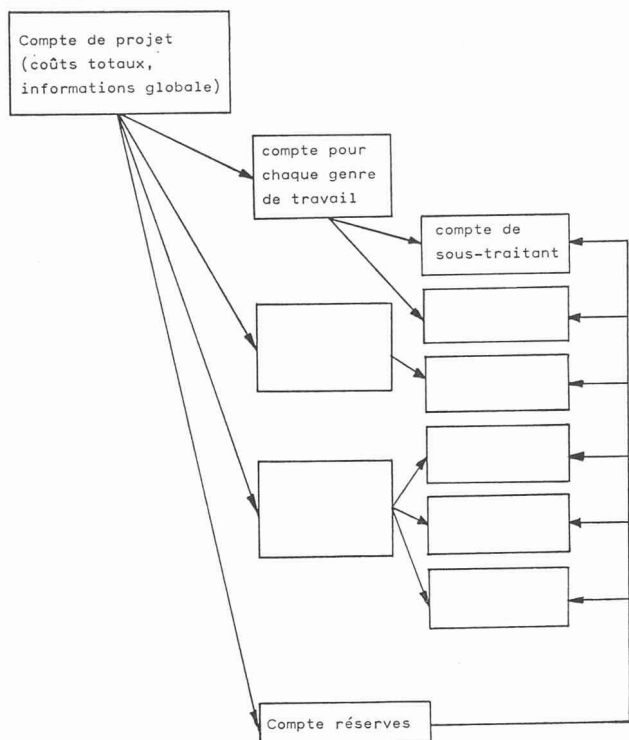 Compte de projet
(coûts totaux,
informations globale)
compte pour
chaque genre
de travail
compte de
sous-traitant
Compte réserves